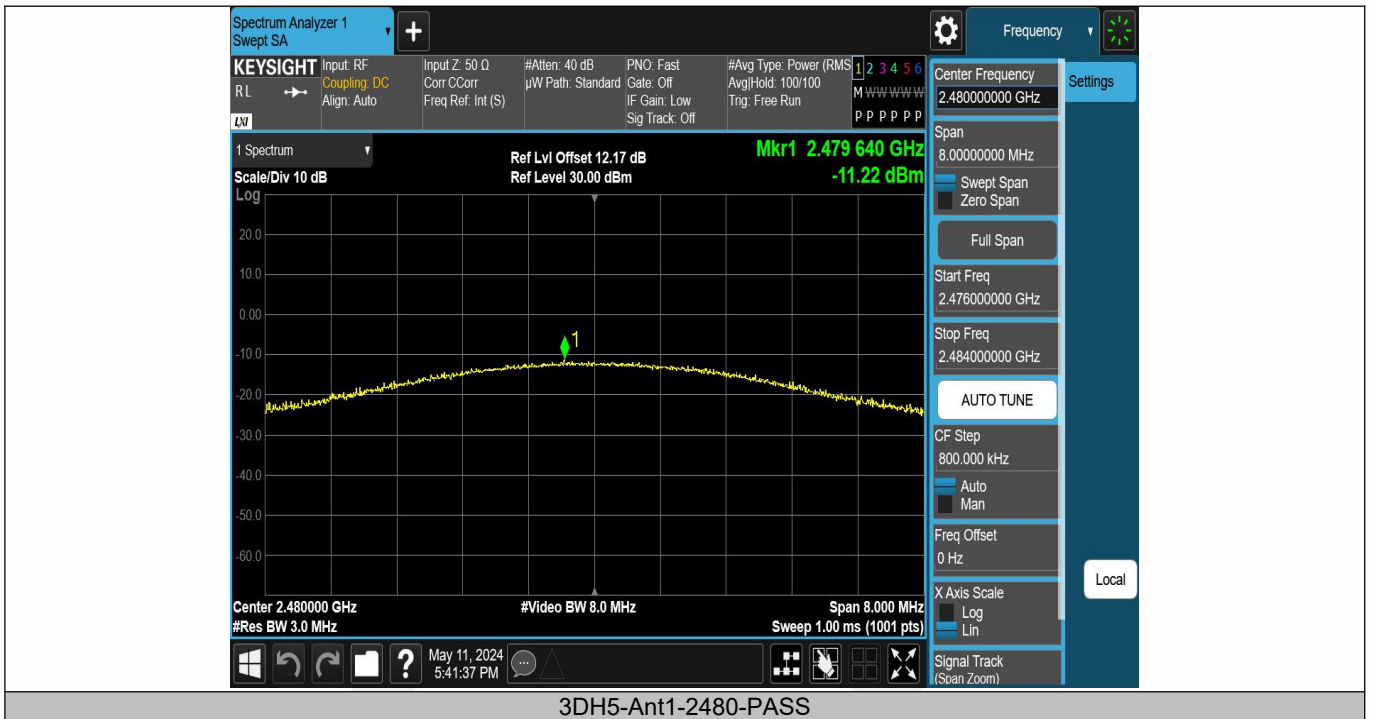 Spectrum Analyzer 1
Swept SA
+
Frequency
KEYSIGHT
RL
LXI
Input: RF
Coupling: DC
Align: Auto
Input Z: 50 Ω
Corr CCorr
Freq Ref: Int (S)
#Atten: 40 dB
µW Path: Standard
PNO: Fast
Gate: Off
IF Gain: Low
Sig Track: Off
#Avg Type: Power (RMS
Avg|Hold: 100/100
Trig: Free Run
1 2 3 4 5 6
M W W W W W
P P P P P P
1 Spectrum
Scale/Div 10 dB
Ref Lvl Offset 12.17 dB
Ref Level 30.00 dBm
Mkr1 2.479 640 GHz
-11.22 dBm
Log
20.0
10.0
0.00
-10.0
-20.0
-30.0
-40.0
-50.0
-60.0
1
Center 2.480000 GHz
#Video BW 8.0 MHz
Span 8.000 MHz
#Res BW 3.0 MHz
Sweep 1.00 ms (1001 pts)
?
May 11, 2024
5:41:37 PM
Center Frequency
2.480000000 GHz
Settings
Span
8.00000000 MHz
Swept Span
Zero Span
Full Span
Start Freq
2.476000000 GHz
Stop Freq
2.484000000 GHz
AUTO TUNE
CF Step
800.000 kHz
Auto
Man
Freq Offset
0 Hz
X Axis Scale
Log
Lin
Local
Signal Track
(Span Zoom)
3DH5-Ant1-2480-PASS